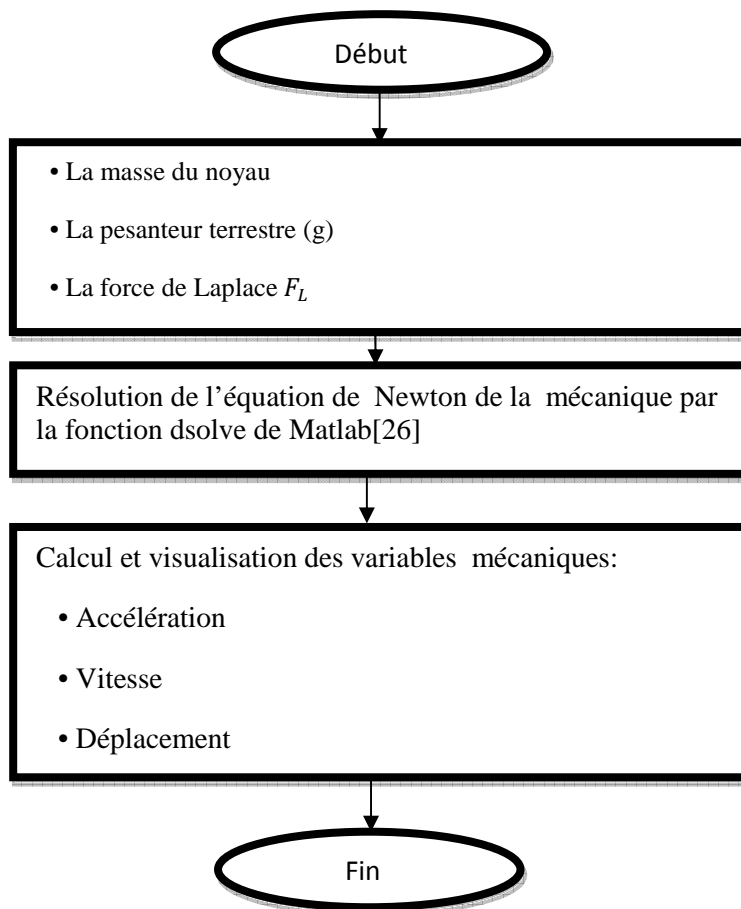 Début
• La masse du noyau
• La pesanteur terrestre (g)
• La force de Laplace F_L
Résolution de l’équation de Newton de la mécanique par
la fonction dsolve de Matlab[26]
Calcul et visualisation des variables mécaniques:
• Accélération
• Vitesse
• Déplacement
Fin